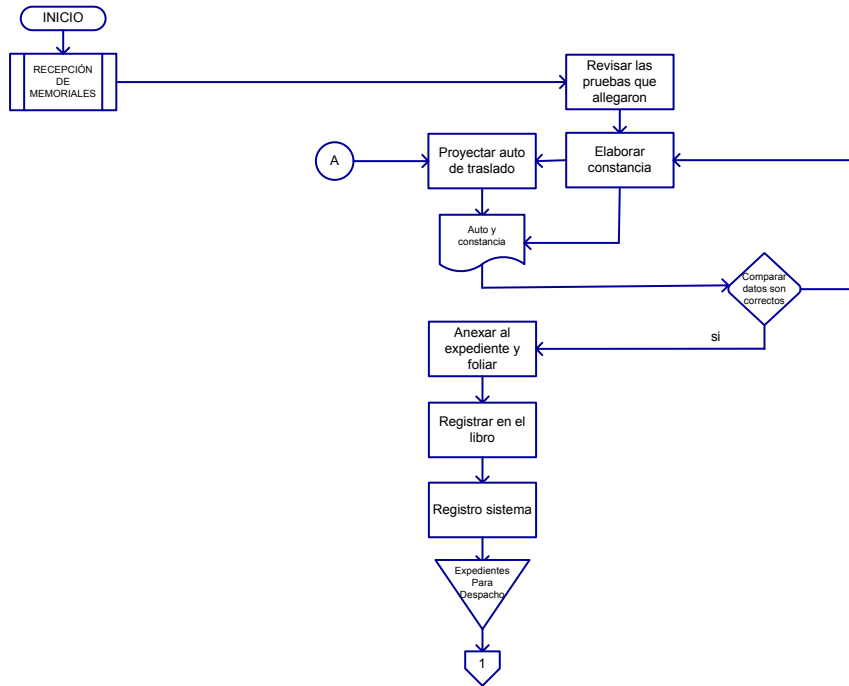 INICIO
RECEPCIÓN
DE
MEMORIALES
Revisar las
pruebas que
allegaron
A
Proyectar auto
de traslado
Elaborar
constancia
Auto y
constancia
Comparar
datos son
correctos
si
Anexar al
expediente y
foliar
Registrar en el
libro
Registro sistema
Expedientes
Para
Despacho
1